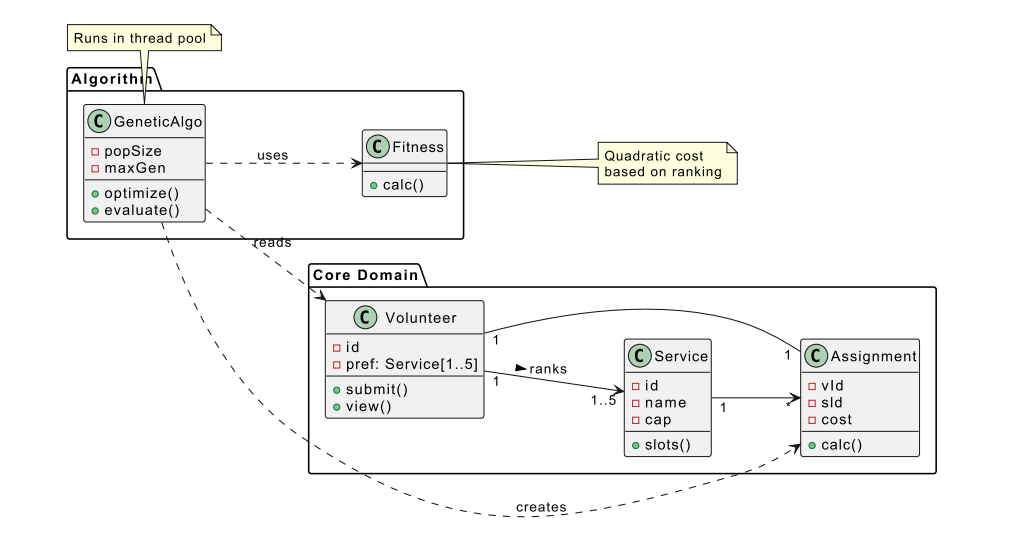 Runs in thread pool
Algorithm
C GeneticAlgo
popSize
maxGen
optimize()
evaluate()
uses
C Fitness
calc()
Quadratic cost
based on ranking
reads
Core Domain
C Volunteer
id
pref: Service[1..5]
submit()
view()
1
1
ranks
1..5
C Service
id
name
cap
slots()
1
*
1
C Assignment
vId
sId
cost
calc()
creates